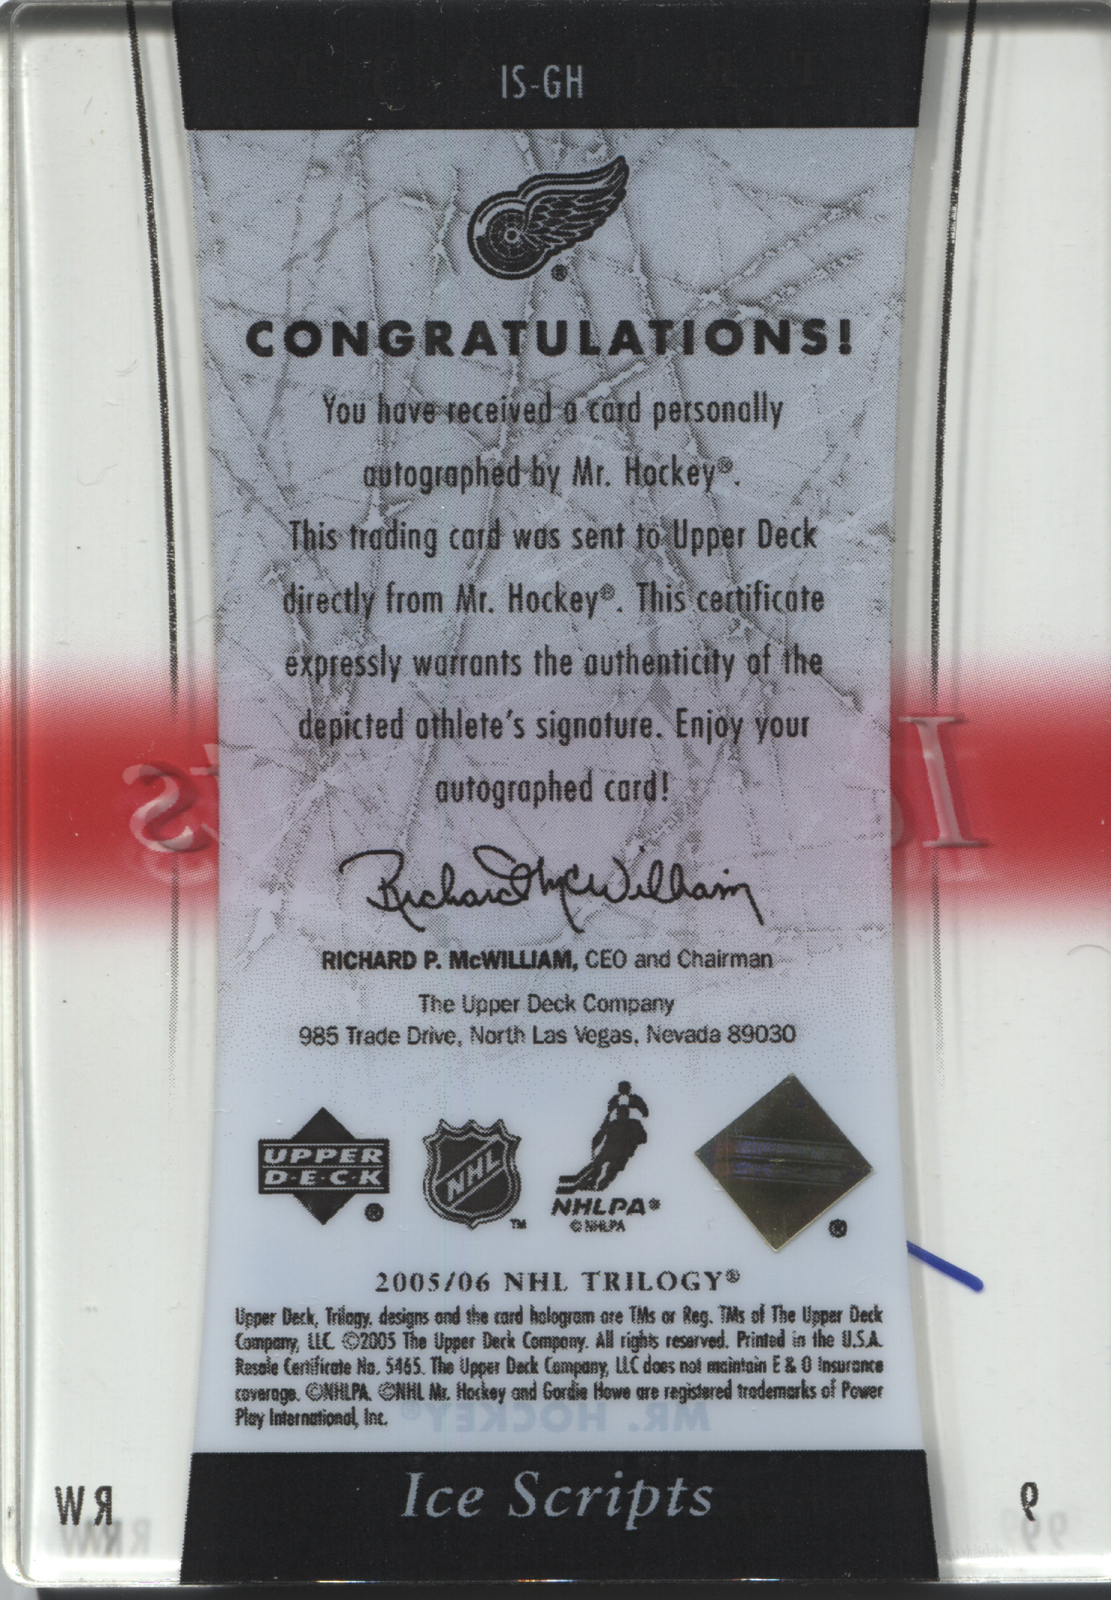 IS-GH
CONGRATULATIONS!
You have received a card personally
autographed by Mr. Hockey®.
This trading card was sent to Upper Deck
directly from Mr. Hockey®. This certificate
expressly warrants the authenticity of the
depicted athlete's signature. Enjoy your
autographed card!
Richard McWilliam
RICHARD P. McWILLIAM, CEO and Chairman
The Upper Deck Company
985 Trade Drive, North Las Vegas, Nevada 89030
UPPER
D·E·C·K
®
NHL
TM
NHLPA®
© NHLPA
®
2005/06 NHL TRILOGY®
Upper Deck, Trilogy, designs and the card hologram are TMs or Reg. TMs of The Upper Deck
Company, LLC. ©2005 The Upper Deck Company. All rights reserved. Printed in the U.S.A.
Resale Certificate No. 5465. The Upper Deck Company, LLC does not maintain E & O Insurance
coverage. ©NHLPA. ©NHL Mr. Hockey and Gordie Howe are registered trademarks of Power
Play International, Inc.
MR. HOCKEY®
RW
Ice Scripts
9